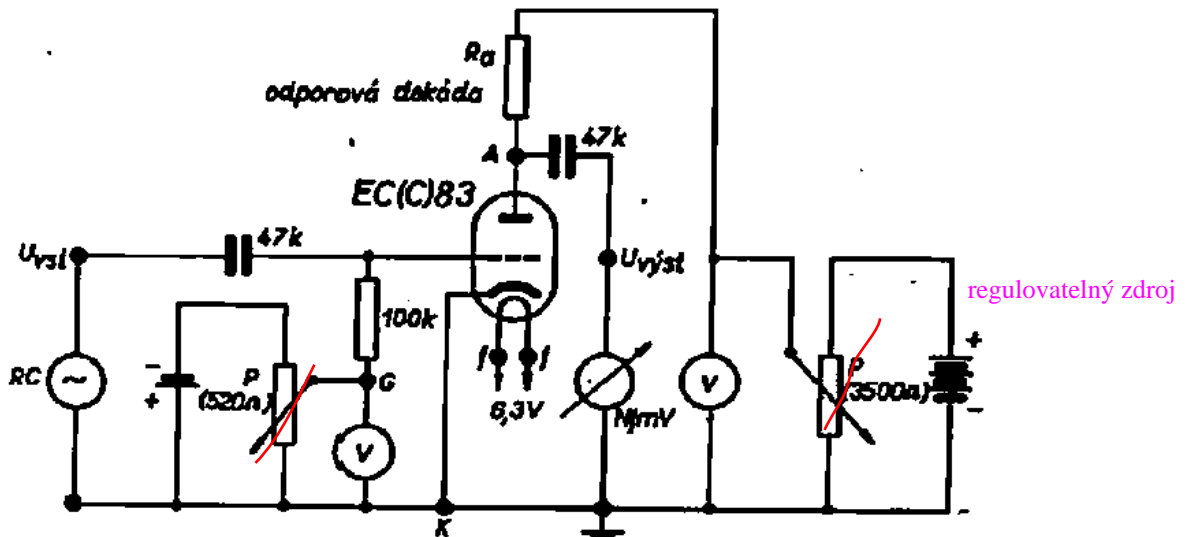 Ra
odporová dekáda
A
47k
EC(C)83
Uvst
47k
Uvýst
regulovatelný zdroj
100k
f
f
+
RC
~
-
+
P
(520Ω)
G
6,3V
NfmV
V
P
(3500Ω)
-
V
K